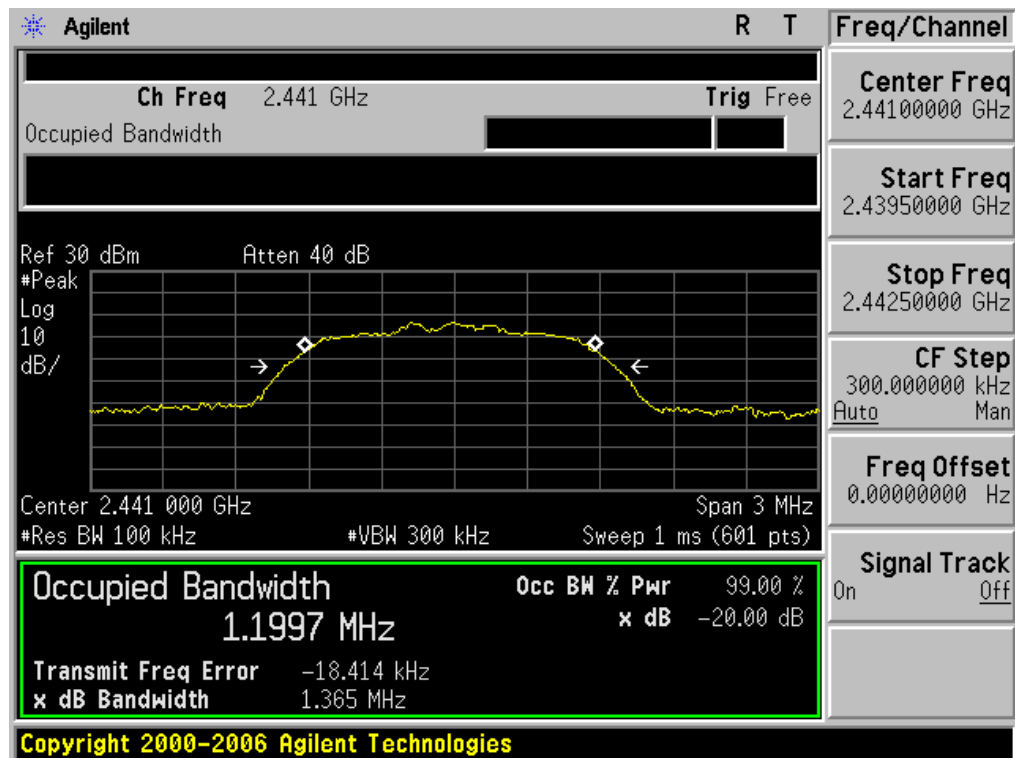 Agilent R T
Ch Freq 2.441 GHz Trig Free
Occupied Bandwidth
Ref 30 dBm Atten 40 dB
#Peak
Log
10
dB/
Center 2.441 000 GHz Span 3 MHz
#Res BW 100 kHz #VBW 300 kHz Sweep 1 ms (601 pts)
Occupied Bandwidth Occ BW % Pwr 99.00 %
1.1997 MHz x dB -20.00 dB
Transmit Freq Error -18.414 kHz
x dB Bandwidth 1.365 MHz
Copyright 2000-2006 Agilent Technologies
Freq/Channel
Center Freq
2.44100000 GHz
Start Freq
2.43950000 GHz
Stop Freq
2.44250000 GHz
CF Step
300.000000 kHz
Auto Man
Freq Offset
0.00000000 Hz
Signal Track
On Off